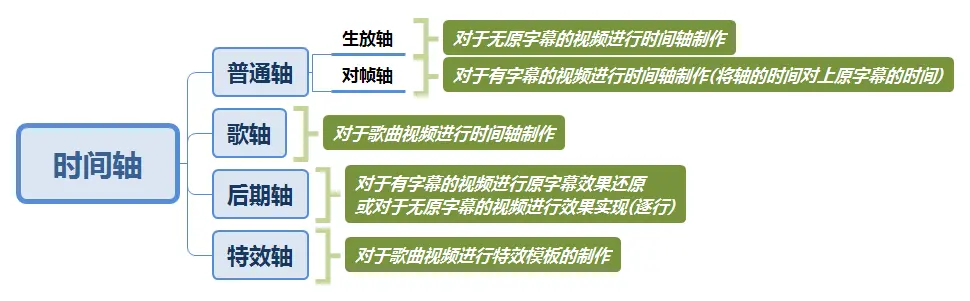 时间轴
普通轴
生放轴
对于无原字幕的视频进行时间轴制作
对帧轴
对于有字幕的视频进行时间轴制作(将轴的时间对上原字幕的时间)
歌轴
对于歌曲视频进行时间轴制作
后期轴
对于有字幕的视频进行原字幕效果还原
或对于无原字幕的视频进行效果实现(逐行)
特效轴
对于歌曲视频进行特效模板的制作